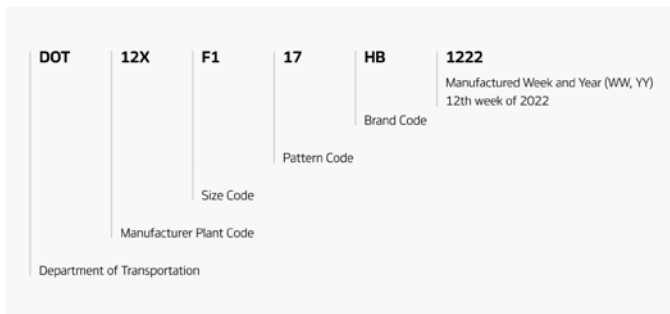 DOT 12X F1 17 HB 1222
Manufactured Week and Year (WW, YY)
12th week of 2022
Brand Code
Pattern Code
Size Code
Manufacturer Plant Code
Department of Transportation